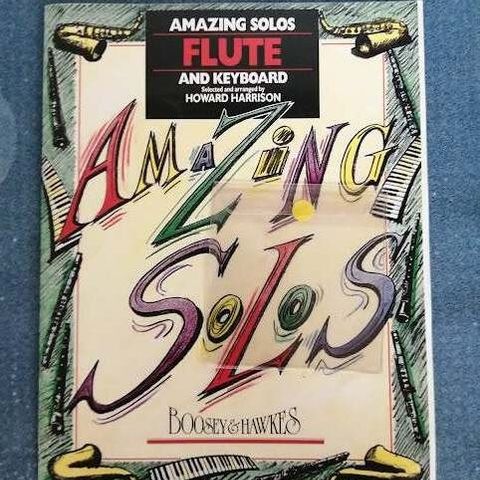 AMAZING SOLOS
FLUTE
AND KEYBOARD
Selected and arranged by
HOWARD HARRISON
AMAZING
SOLOS
BOOSEY & HAWKES